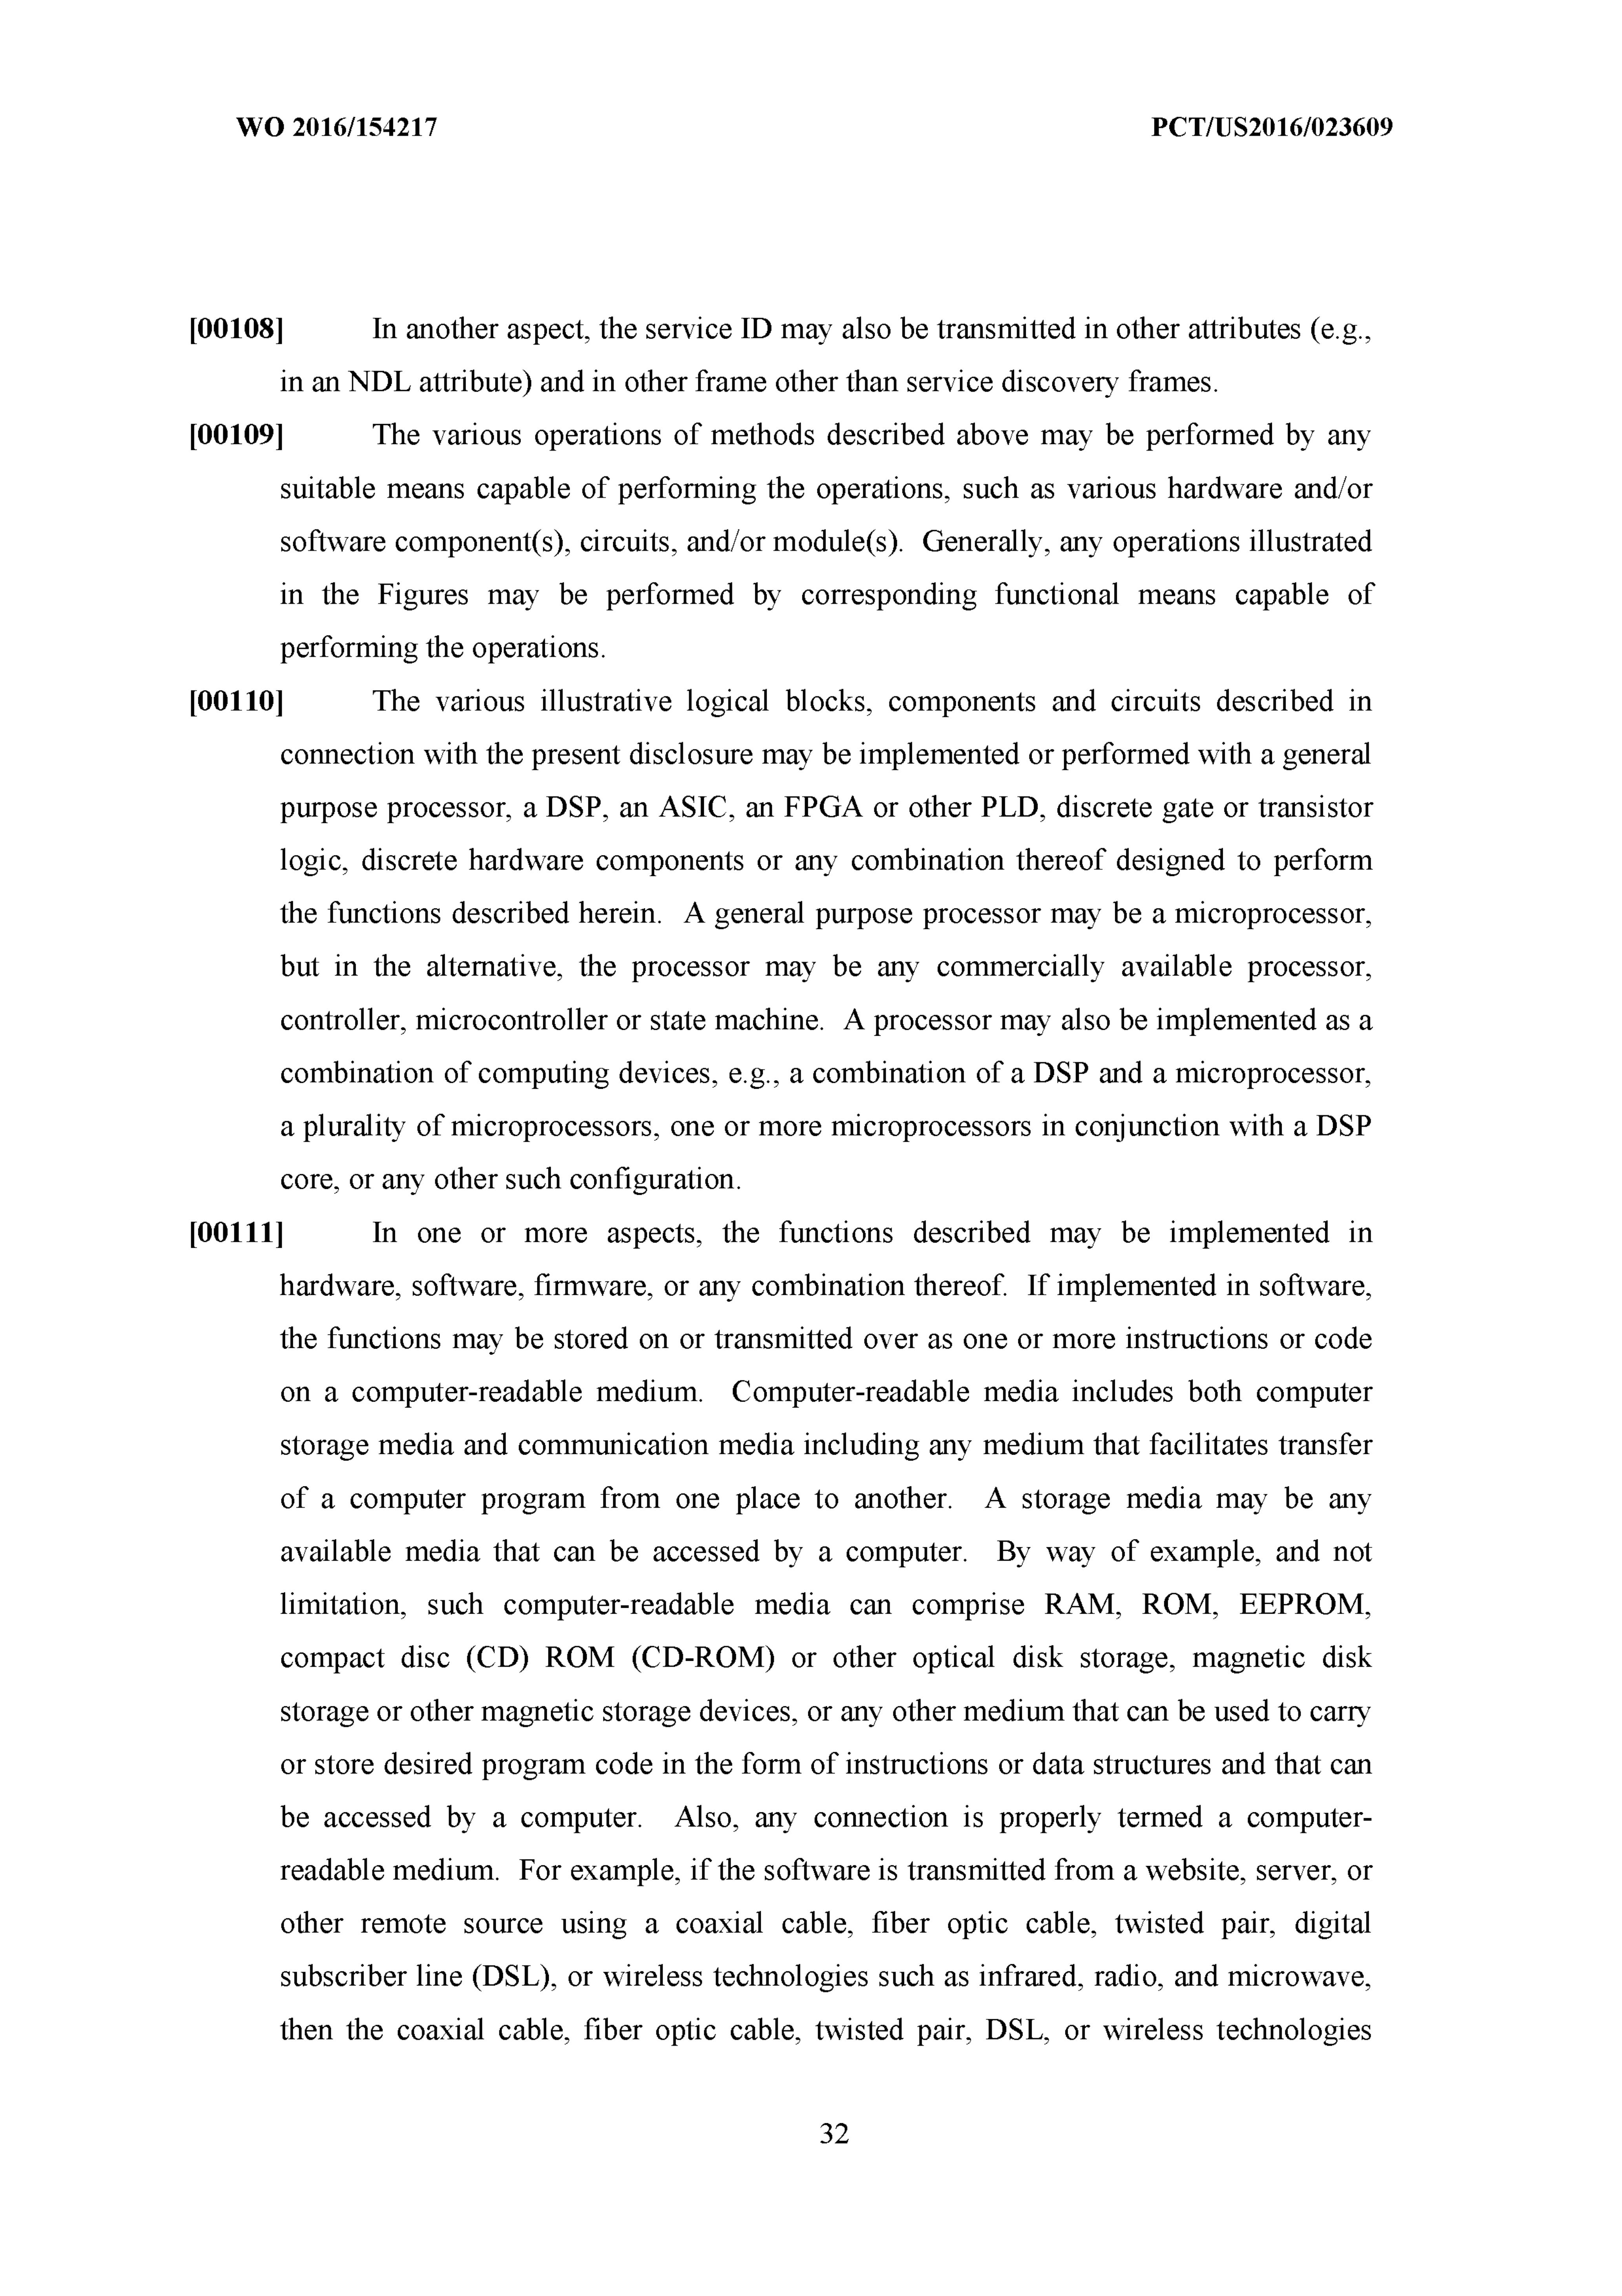 WO 2016/154217 PCT/US2016/023609
[00108] In another aspect, the service ID may also be transmitted in other attributes (e.g.,
in an NDL attribute) and in other frame other than service discovery frames.
[00109] The various operations of methods described above may be performed by any
suitable means capable of performing the operations, such as various hardware and/or
software component(s), circuits, and/or module(s). Generally, any operations illustrated
in the Figures may be performed by corresponding functional means capable of
performing the operations.
[00110] The various illustrative logical blocks, components and circuits described in
connection with the present disclosure may be implemented or performed with a general
purpose processor, a DSP, an ASIC, an FPGA or other PLD, discrete gate or transistor
logic, discrete hardware components or any combination thereof designed to perform
the functions described herein. A general purpose processor may be a microprocessor,
but in the alternative, the processor may be any commercially available processor,
controller, microcontroller or state machine. A processor may also be implemented as a
combination of computing devices, e.g., a combination of a DSP and a microprocessor,
a plurality of microprocessors, one or more microprocessors in conjunction with a DSP
core, or any other such configuration.
[00111] In one or more aspects, the functions described may be implemented in
hardware, software, firmware, or any combination thereof. If implemented in software,
the functions may be stored on or transmitted over as one or more instructions or code
on a computer-readable medium. Computer-readable media includes both computer
storage media and communication media including any medium that facilitates transfer
of a computer program from one place to another. A storage media may be any
available media that can be accessed by a computer. By way of example, and not
limitation, such computer-readable media can comprise RAM, ROM, EEPROM,
compact disc (CD) ROM (CD-ROM) or other optical disk storage, magnetic disk
storage or other magnetic storage devices, or any other medium that can be used to carry
or store desired program code in the form of instructions or data structures and that can
be accessed by a computer. Also, any connection is properly termed a computer-
readable medium. For example, if the software is transmitted from a website, server, or
other remote source using a coaxial cable, fiber optic cable, twisted pair, digital
subscriber line (DSL), or wireless technologies such as infrared, radio, and microwave,
then the coaxial cable, fiber optic cable, twisted pair, DSL, or wireless technologies
32